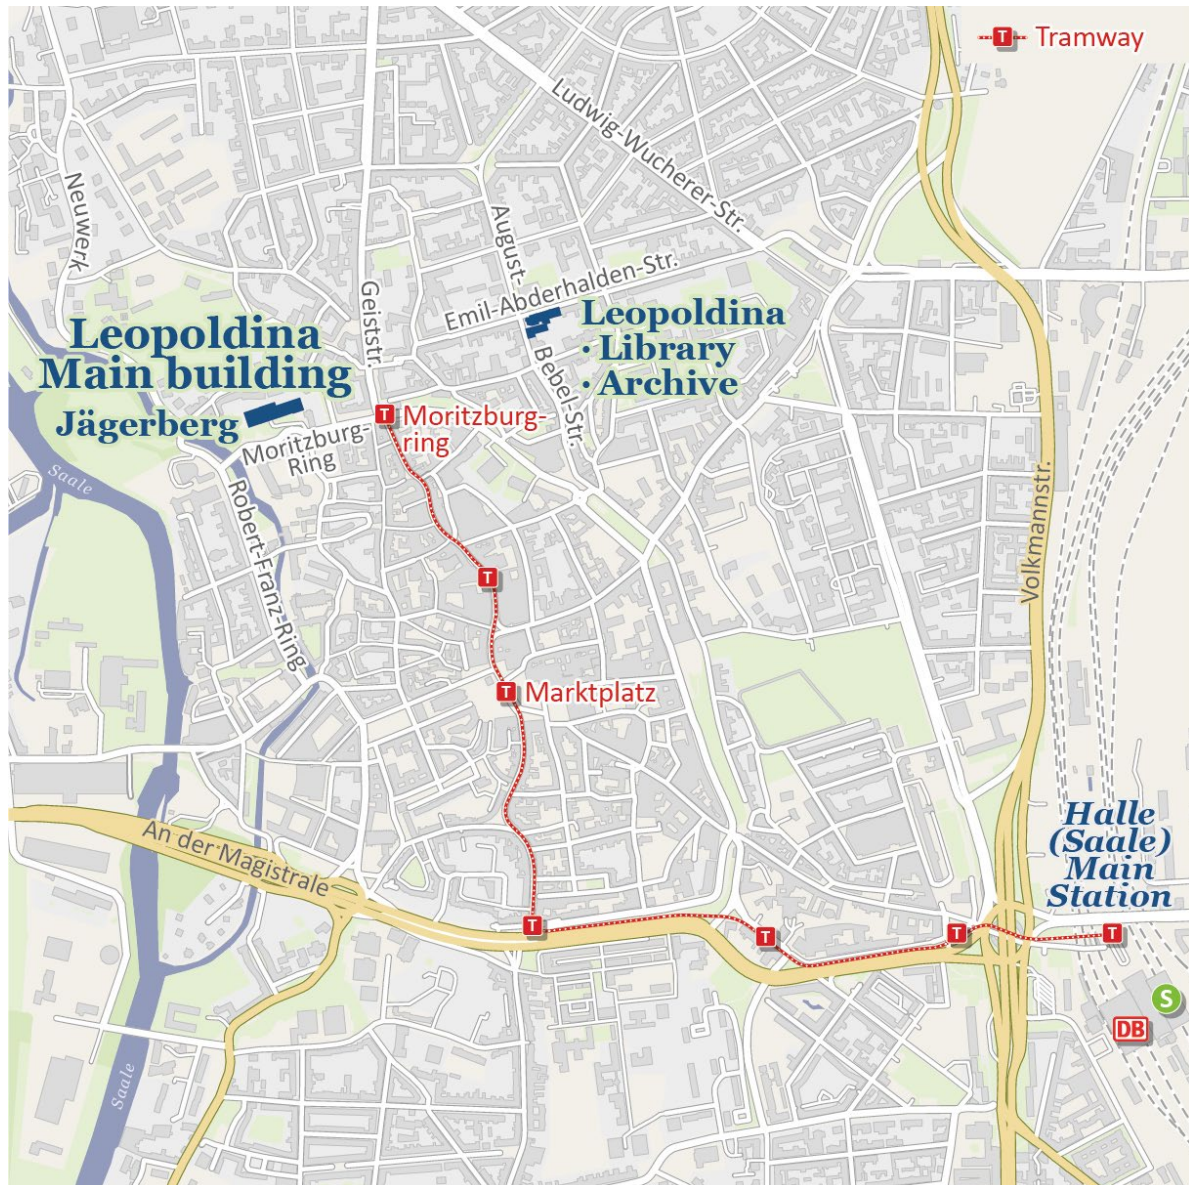 T Tramway
Ludwig-Wucherer-Str.
Neuwerk
August-
Emil-Abderhalden-Str.
Geiststr.
Leopoldina
Main building
Jägerberg
Leopoldina
· Library
· Archive
Bebel-Str.
T Moritzburg-
ring
Moritzburg-
Ring
Saale
Robert-Franz-Ring
Volkmannstr.
T
T Marktplatz
An der Magistrale
Halle
(Saale)
Main
Station
T
T
T
T
S
DB
Saale